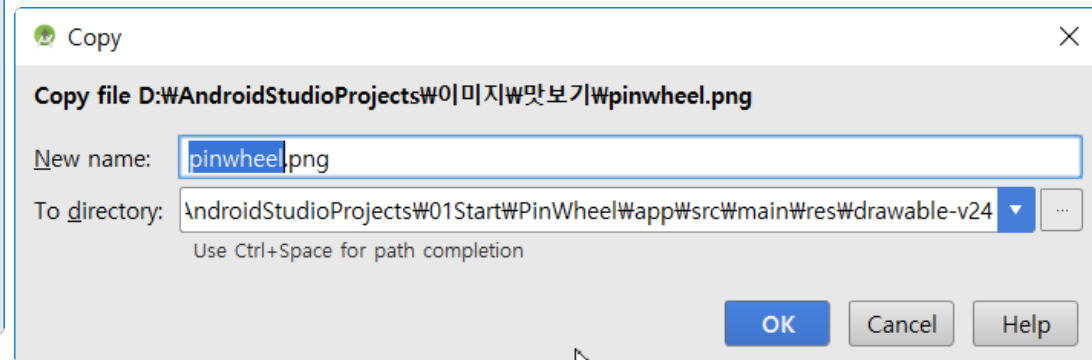 Copy
Copy file D:₩AndroidStudioProjects₩이미지₩맛보기₩pinwheel.png
New name: pinwheel.png
To directory: AndroidStudioProjects₩01Start₩PinWheel₩app₩src₩main₩res₩drawable-v24 ...
Use Ctrl+Space for path completion
OK Cancel Help